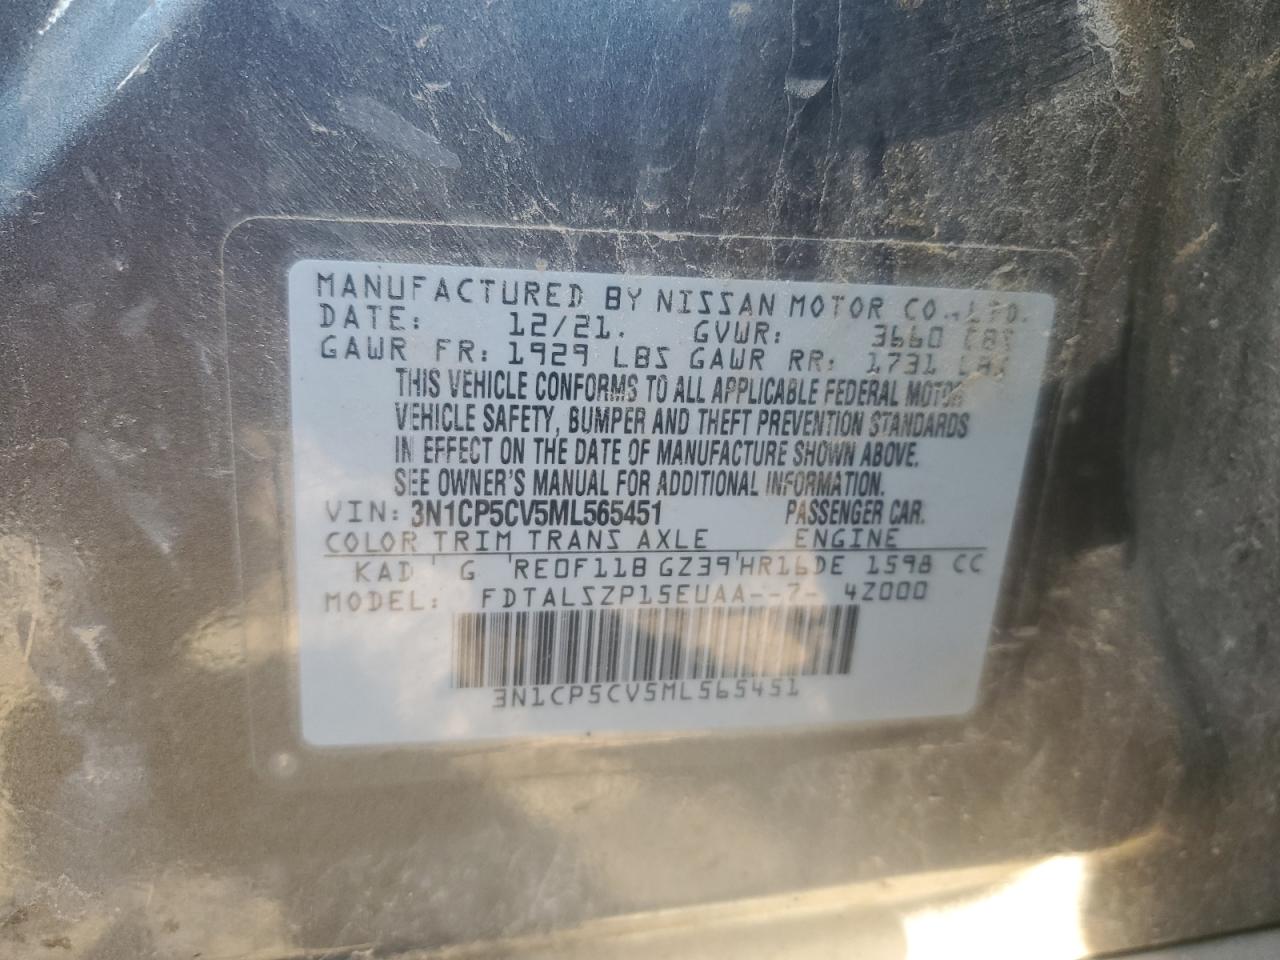 MANUFACTURED BY NISSAN MOTOR CO., LTD.
DATE: 12/21. GVWR: 3660 LBS
GAWR FR: 1929 LBS GAWR RR: 1731 LBS
THIS VEHICLE CONFORMS TO ALL APPLICABLE FEDERAL MOTOR
VEHICLE SAFETY, BUMPER AND THEFT PREVENTION STANDARDS
IN EFFECT ON THE DATE OF MANUFACTURE SHOWN ABOVE.
SEE OWNER'S MANUAL FOR ADDITIONAL INFORMATION.
VIN: 3N1CP5CV5ML565451 PASSENGER CAR.
COLOR TRIM TRANS AXLE ENGINE
KAD G RE0F11B GZ39 HR16DE 1598 CC
MODEL: FDTALSZP15EUAA--7- 4Z000
3N1CP5CV5ML565451